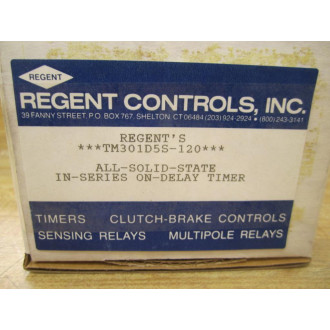 REGENT
REGENT CONTROLS, INC.
39 FANNY STREET, P.O. BOX 767, SHELTON, CT 06484 (203) 924-2924 • (800) 243-3141
REGENT'S
***TM301D5S-120***
ALL-SOLID-STATE
IN-SERIES ON-DELAY TIMER
TIMERS CLUTCH-BRAKE CONTROLS
SENSING RELAYS MULTIPOLE RELAYS